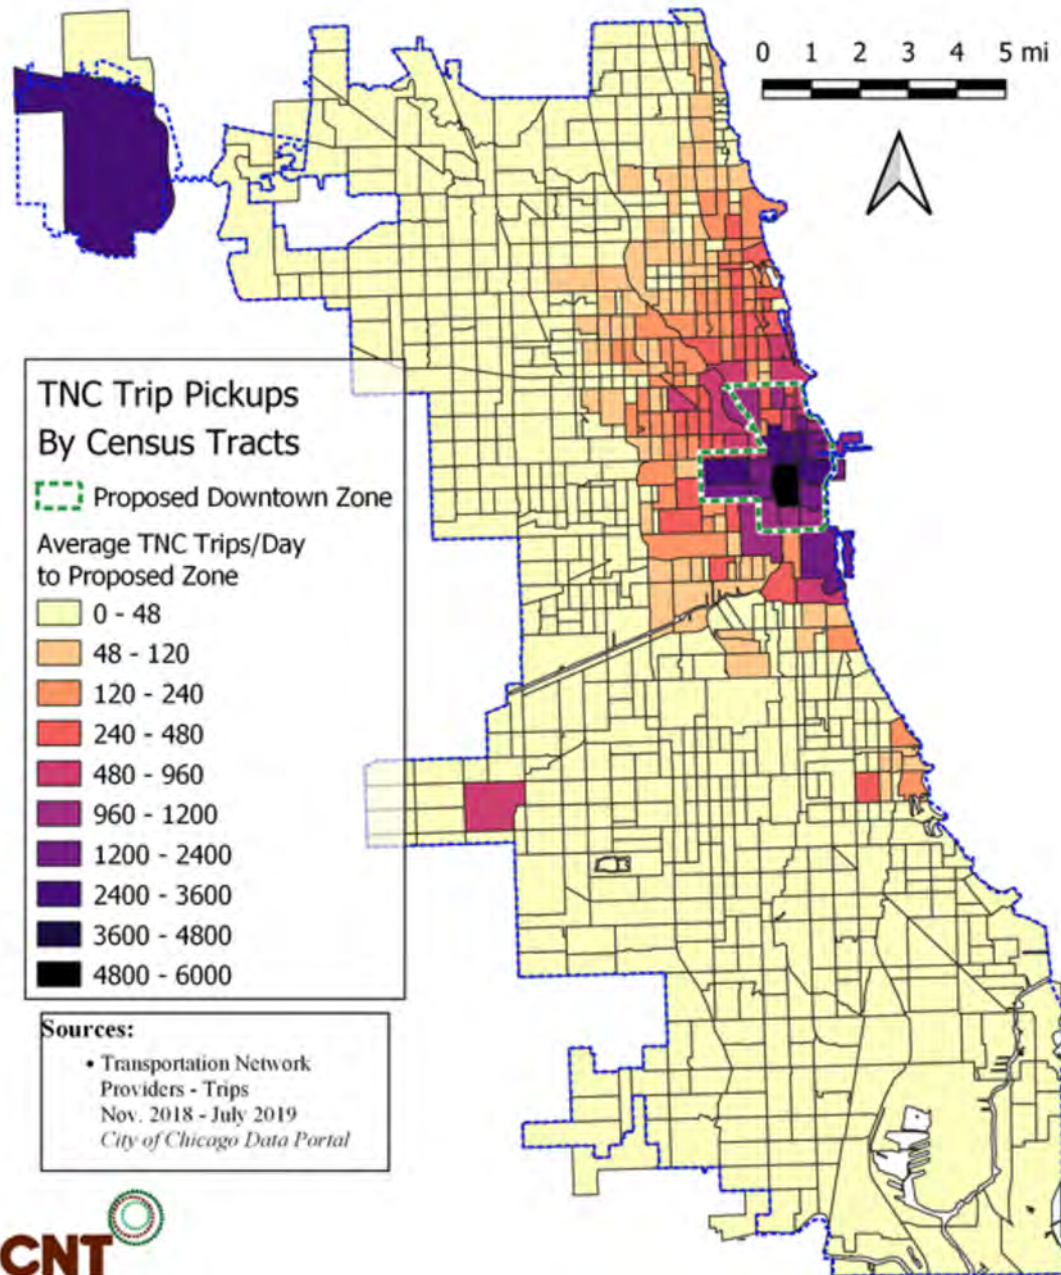 0 1 2 3 4 5 mi
TNC Trip Pickups
By Census Tracts
Proposed Downtown Zone
Average TNC Trips/Day
to Proposed Zone
0 - 48
48 - 120
120 - 240
240 - 480
480 - 960
960 - 1200
1200 - 2400
2400 - 3600
3600 - 4800
4800 - 6000
Sources:
• Transportation Network
Providers - Trips
Nov. 2018 - July 2019
City of Chicago Data Portal
CNT